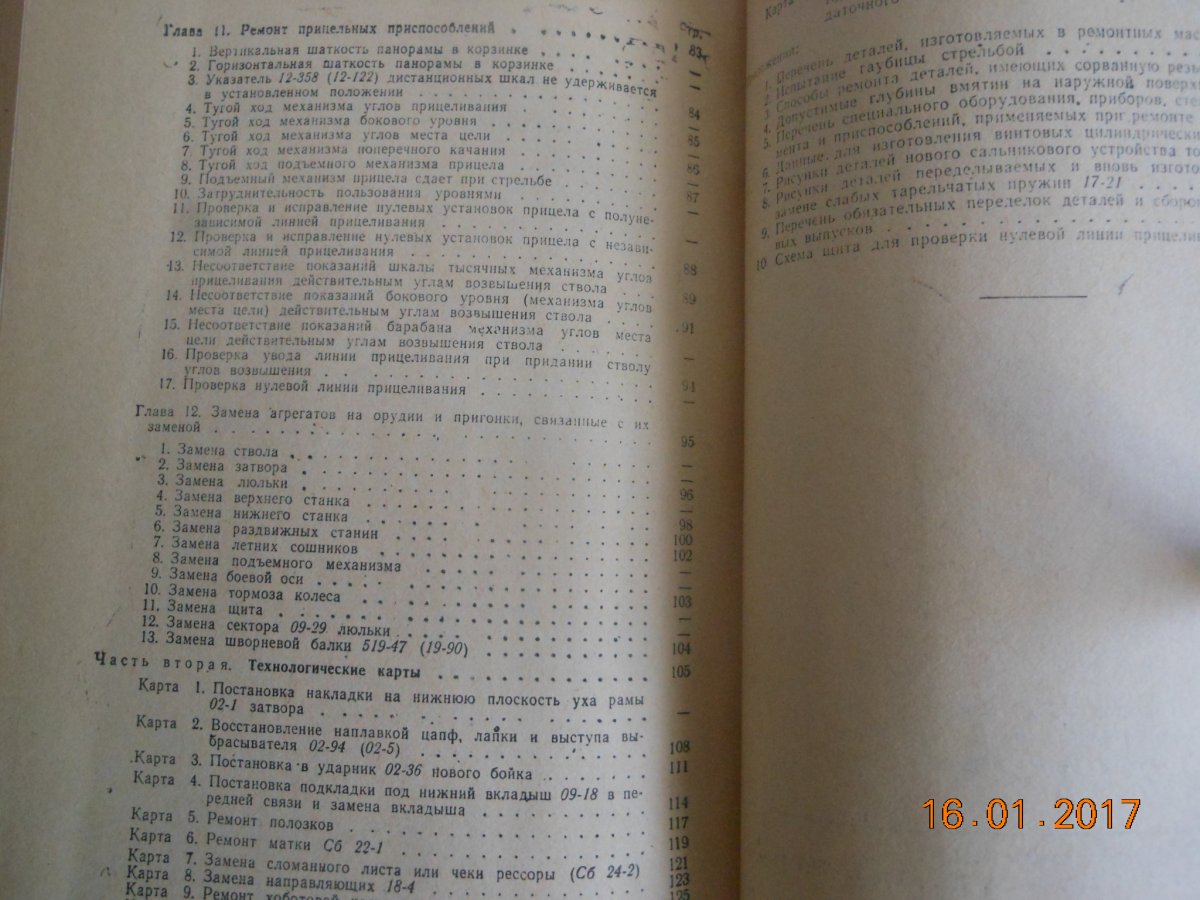 Глава 11. Ремонт прицельных приспособлений . . . . . . . . 83
Стр.
1. Вертикальная шаткость панорамы в корзинке . . . . . . . —
2. Горизонтальная шаткость панорамы в корзинке . . . . . . —
3. Указатель 12-358 (12-122) дистанционных шкал не удерживается
в установленном положении . . . . . . . —
4. Тугой ход механизма углов прицеливания . . . . . . . 84
5. Тугой ход механизма бокового уровня . . . . . . . —
6. Тугой ход механизма углов места цели . . . . . . . 85
7. Тугой ход механизма поперечного качания . . . . . . . —
8. Тугой ход подъемного механизма прицела . . . . . . . 86
9. Подъемный механизм прицела сдает при стрельбе . . . . . . —
10. Затруднительность пользования уровнями . . . . . . . 87
11. Проверка и исправление нулевых установок прицела с полуне-
зависимой линией прицеливания . . . . . . . —
12. Проверка и исправление нулевых установок прицела с незави-
симой линией прицеливания . . . . . . . —
13. Несоответствие показаний шкалы тысячных механизма углов 88
прицеливания действительным углам возвышения ствола . . .
14. Несоответствие показаний бокового уровня (механизма углов 89
места цели) действительным углам возвышения ствола . . . .
15. Несоответствие показаний барабана механизма углов места 91
цели действительным углам возвышения ствола . . . . . .
16. Проверка увода линии прицеливания при придании стволу —
углов возвышения . . . . . . .
17. Проверка нулевой линии прицеливания . . . . . . . 94
—
Глава 12. Замена агрегатов на орудии и пригонки, связанные с их
заменой . . . . . . . 95
1. Замена ствола . . . . . . . —
2. Замена затвора . . . . . . . —
3. Замена люльки . . . . . . . —
4. Замена верхнего станка . . . . . . . 96
5. Замена нижнего станка . . . . . . . —
6. Замена раздвижных станин . . . . . . . 98
7. Замена летних сошников . . . . . . . 100
8. Замена подъемного механизма . . . . . . . 102
9. Замена боевой оси . . . . . . . —
10. Замена тормоза колеса . . . . . . . —
11. Замена щита . . . . . . . 103
12. Замена сектора 09-29 люльки . . . . . . . —
13. Замена шворневой балки 519-47 (19-90) . . . . . . . 104
Часть вторая. Технологические карты . . . . . . . 105
Карта 1. Постановка накладки на нижнюю плоскость уха рамы
02-1 затвора . . . . . . . —
Карта 2. Восстановление наплавкой цапф, лапки и выступа вы-
брасывателя 02-94 (02-5) . . . . . . . 108
Карта 3. Постановка в ударник 02-36 нового бойка . . . . . . . 111
Карта 4. Постановка подкладки под нижний вкладыш 09-18 в пе-
редней связи и замена вкладыша . . . . . . . 114
Карта 5. Ремонт полозков . . . . . . . 117
Карта 6. Ремонт матки Сб 22-1 . . . . . . . 119
Карта 7. Замена сломанного листа или чеки рессоры (Сб 24-2) 121
Карта 8. Замена направляющих 18-4 . . . . . . . 123
Карта 9. Ремонт хоботовой . . . 125
Карта
даточного
1. Перечень деталей, изготовляемых в ремонтных мас
2. Испытание гаубицы стрельбой . . . . . . .
3. Способы ремонта деталей, имеющих сорванную резь
4. Допустимые глубины вмятин на наружной поверх
5. Перечень специального оборудования, приборов,
мента и приспособлений, применяемых при ремонте
6. Данные для изготовления винтовых цилиндрически
7. Рисунки деталей нового сальникового устройства
8. Рисунки деталей переделываемых и вновь изгото
замене слабых тарельчатых пружин 17-21 . . . . .
9. Перечень обязательных переделок деталей и сборо
вых выпусков . . . . . . .
10. Схема щита для проверки нулевой линии прицелив
16.01.2017